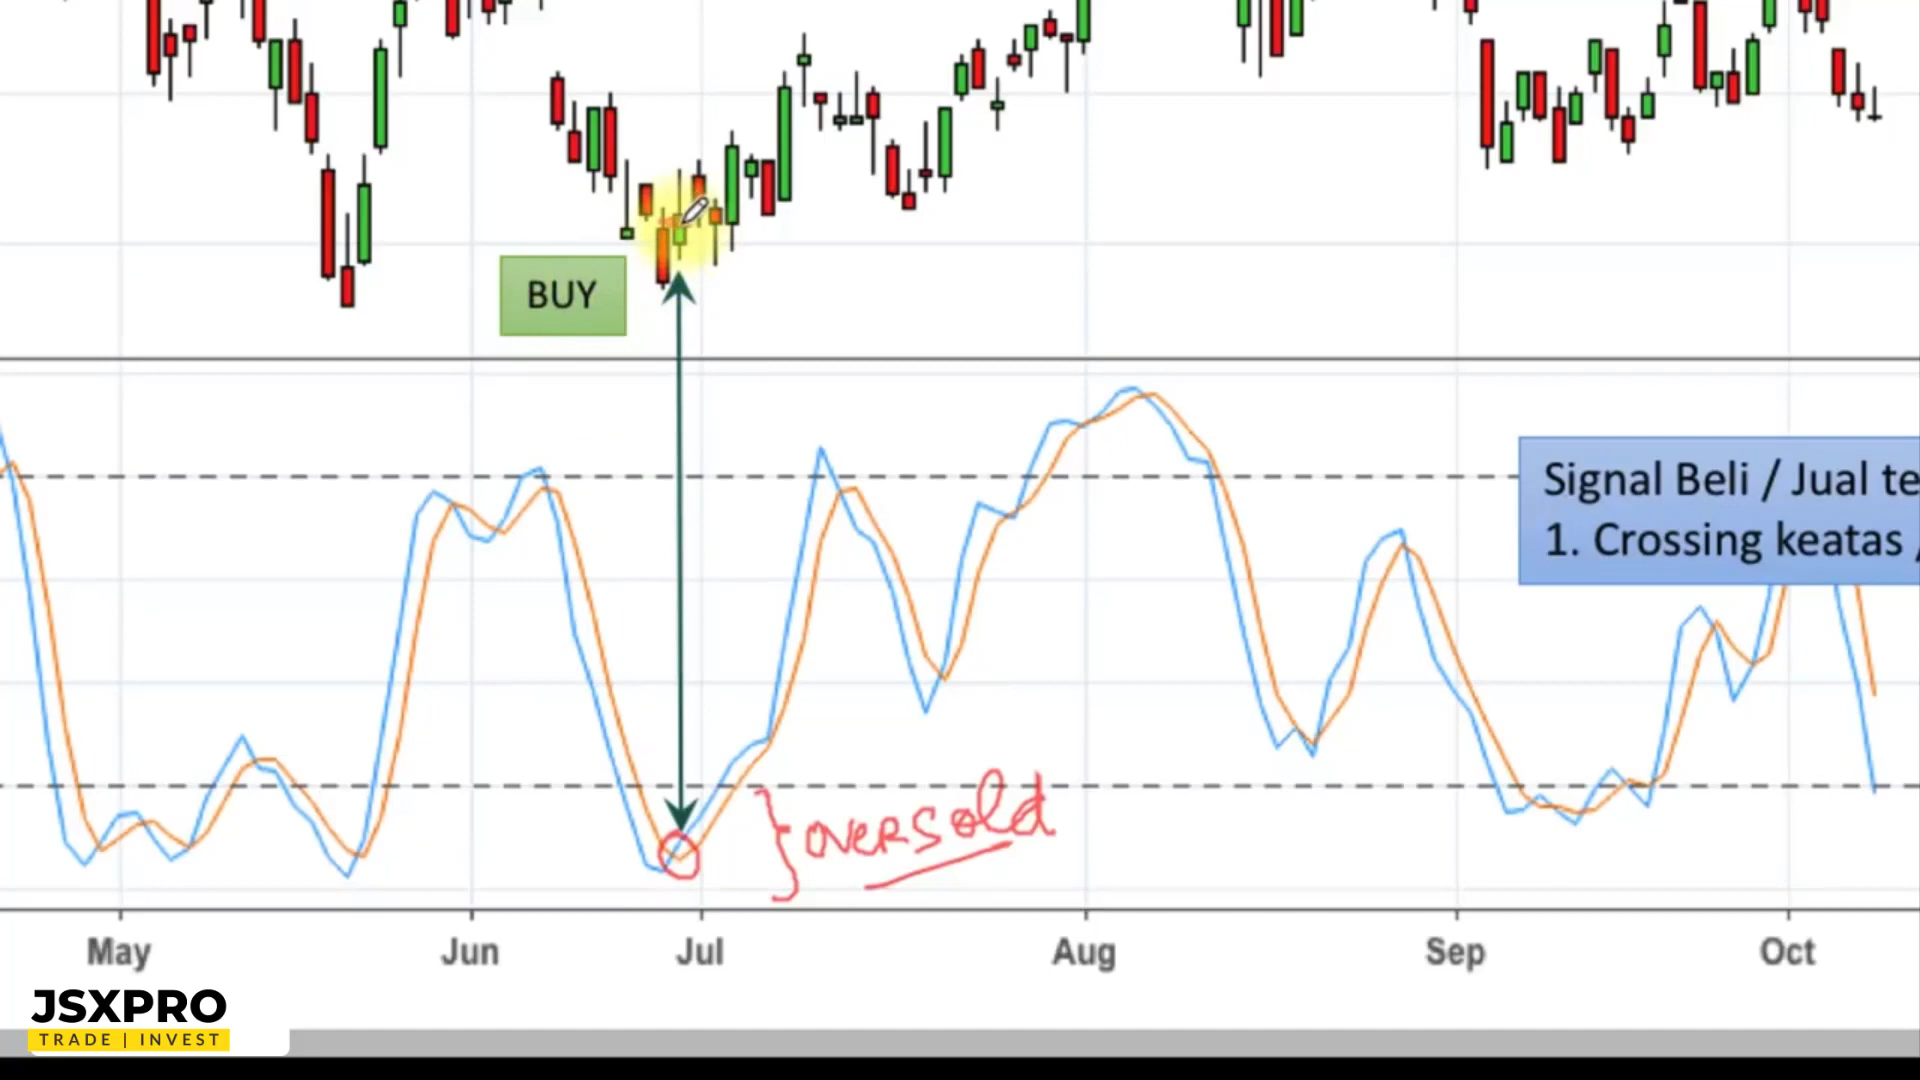 BUY
Signal Beli / Jual te
1. Crossing keatas /
oversold
May Jun Jul Aug Sep Oct
JSXPRO
TRADE | INVEST